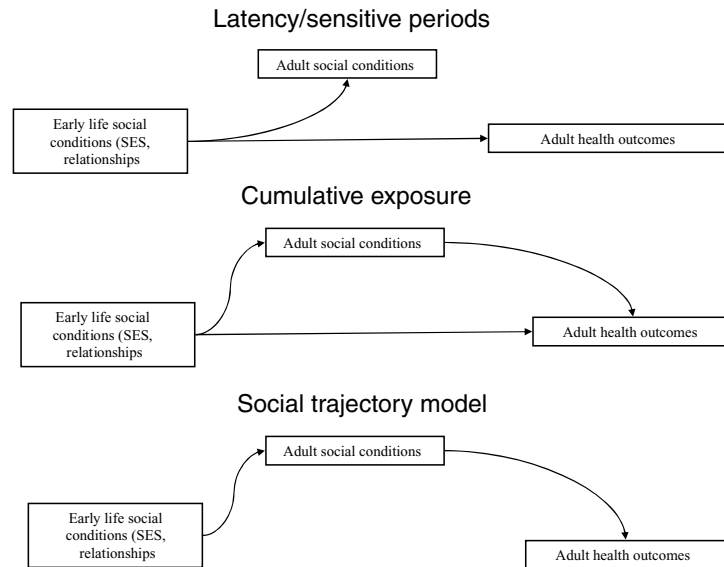 Latency/sensitive periods
Adult social conditions
Early life social
conditions (SES,
relationships
Adult health outcomes
Cumulative exposure
Adult social conditions
Early life social
conditions (SES,
relationships
Adult health outcomes
Social trajectory model
Adult social conditions
Early life social
conditions (SES,
relationships
Adult health outcomes